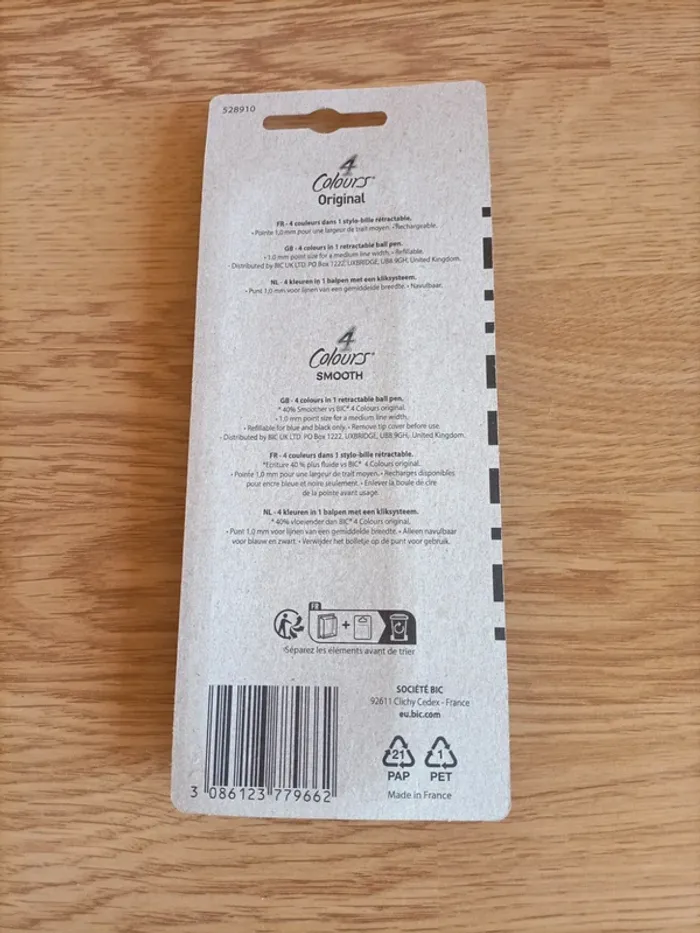 528910
4
Colours®
Original
FR - 4 couleurs dans 1 stylo-bille rétractable.
• Pointe 1,0 mm pour une largeur de trait moyen. • Rechargeable.
GB - 4 colours in 1 retractable ball pen.
• 1.0 mm point size for a medium line width. • Refillable.
Distributed by BIC UK LTD. PO Box 1222, UXBRIDGE, UB8 9GH, United Kingdom.
NL - 4 kleuren in 1 balpen met een kliksysteem.
• Punt 1,0 mm voor lijnen van een gemiddelde breedte. • Navulbaar.
4
Colours®
SMOOTH
GB - 4 colours in 1 retractable ball pen.
* 40% Smoother vs BIC® 4 Colours original.
• 1.0 mm point size for a medium line width.
• Refillable for blue and black only. • Remove tip cover before use.
Distributed by BIC UK LTD. PO Box 1222, UXBRIDGE, UB8 9GH, United Kingdom.
FR - 4 couleurs dans 1 stylo-bille rétractable.
*Ecriture 40 % plus fluide vs BIC® 4 Colours original.
• Pointe 1,0 mm pour une largeur de trait moyen. • Recharges disponibles
pour encre bleue et noire seulement. • Enlever la boule de cire
de la pointe avant usage.
NL - 4 kleuren in 1 balpen met een kliksysteem.
* 40% vloeiender dan BIC® 4 Colours original.
• Punt 1,0 mm voor lijnen van een gemiddelde breedte. • Alleen navulbaar
voor blauw en zwart. • Verwijder het bolletje op de punt voor gebruik.
FR
+
Séparez les éléments avant de trier
SOCIÉTÉ BIC
92611 Clichy Cedex - France
eu.bic.com
21 1
PAP PET
Made in France
3 086123 779662